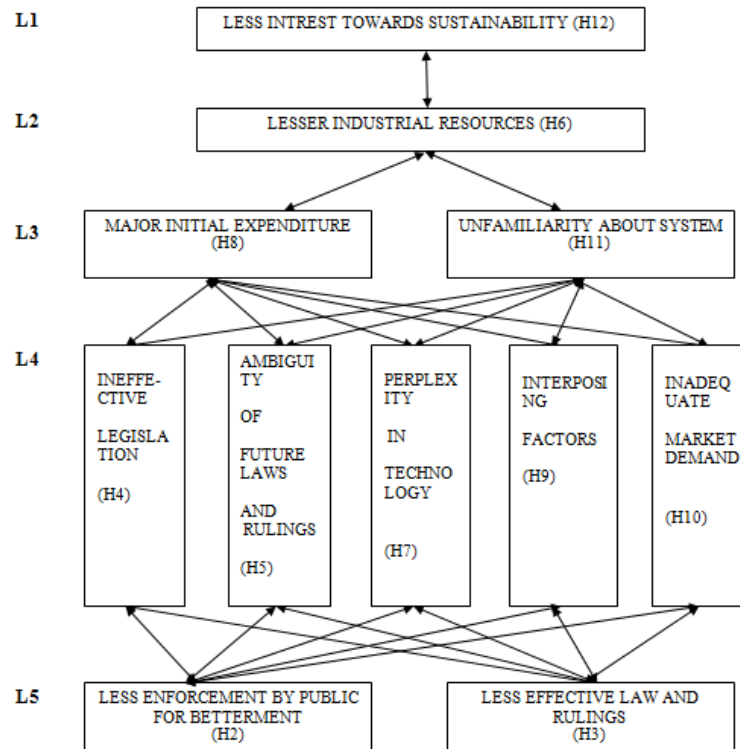 L1
LESS INTREST TOWARDS SUSTAINABILITY (H12)
L2
LESSER INDUSTRIAL RESOURCES (H6)
L3
MAJOR INITIAL EXPENDITURE
(H8)
UNFAMILIARITY ABOUT SYSTEM
(H11)
L4
INEFFE-
CTIVE
LEGISLA
TION
(H4)
AMBIGUI
TY
OF
FUTURE
LAWS
AND
RULINGS
(H5)
PERPLEX
ITY
IN
TECHNO
LOGY
(H7)
INTERPOSI
NG
FACTORS
(H9)
INADEQ
UATE
MARKET
DEMAND
(H10)
L5
LESS ENFORCEMENT BY PUBLIC
FOR BETTERMENT
(H2)
LESS EFFECTIVE LAW AND
RULINGS
(H3)